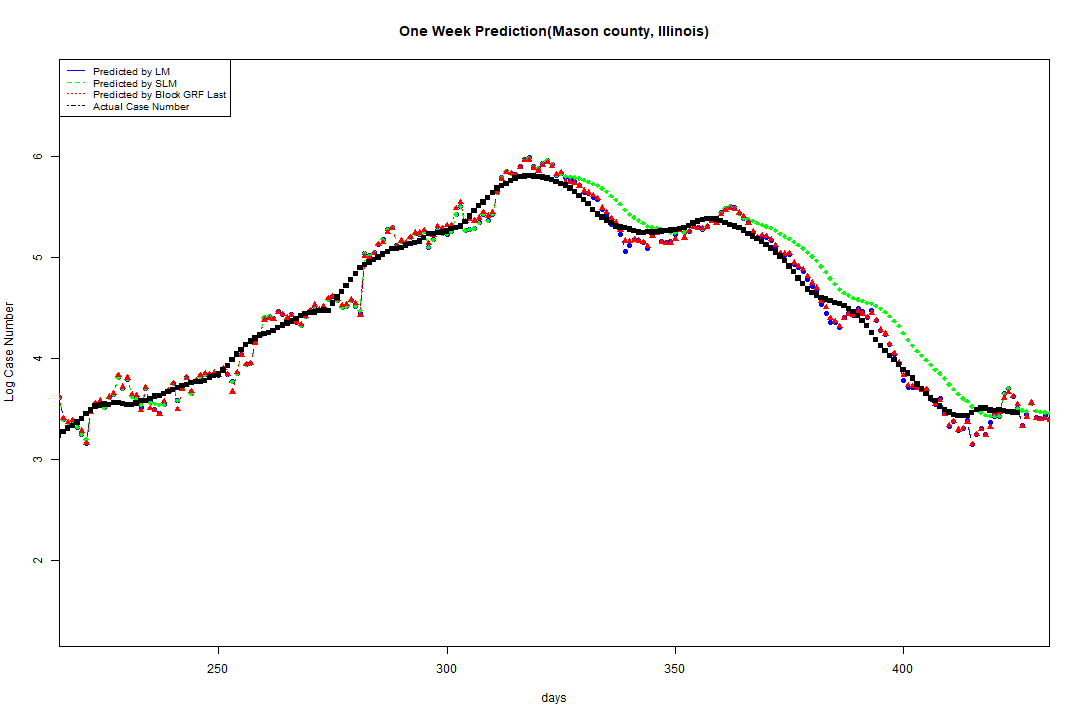 One Week Prediction(Mason county, Illinois)
Predicted by LM
Predicted by SLM
Predicted by Block GRF Last
Actual Case Number
6
5
4
3
2
Log Case Number
250 300 350 400
days